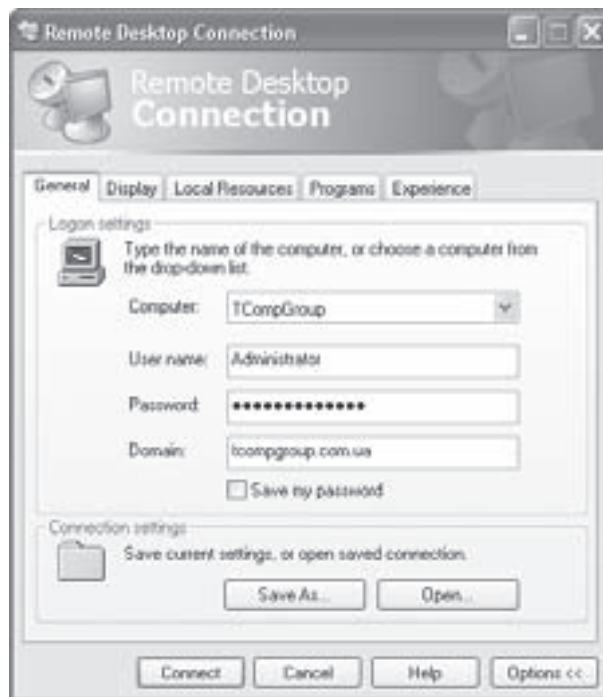 Remote Desktop Connection
Remote Desktop
Connection
General Display Local Resources Programs Experience
Logon settings
Type the name of the computer, or choose a computer from
the drop-down list.
Computer: TCompGroup
User name: Administrator
Password: •••••••••••••
Domain: tcompgroup.com.ua
Save my password
Connection settings
Save current settings, or open saved connection.
Save As... Open...
Connect Cancel Help Options <<